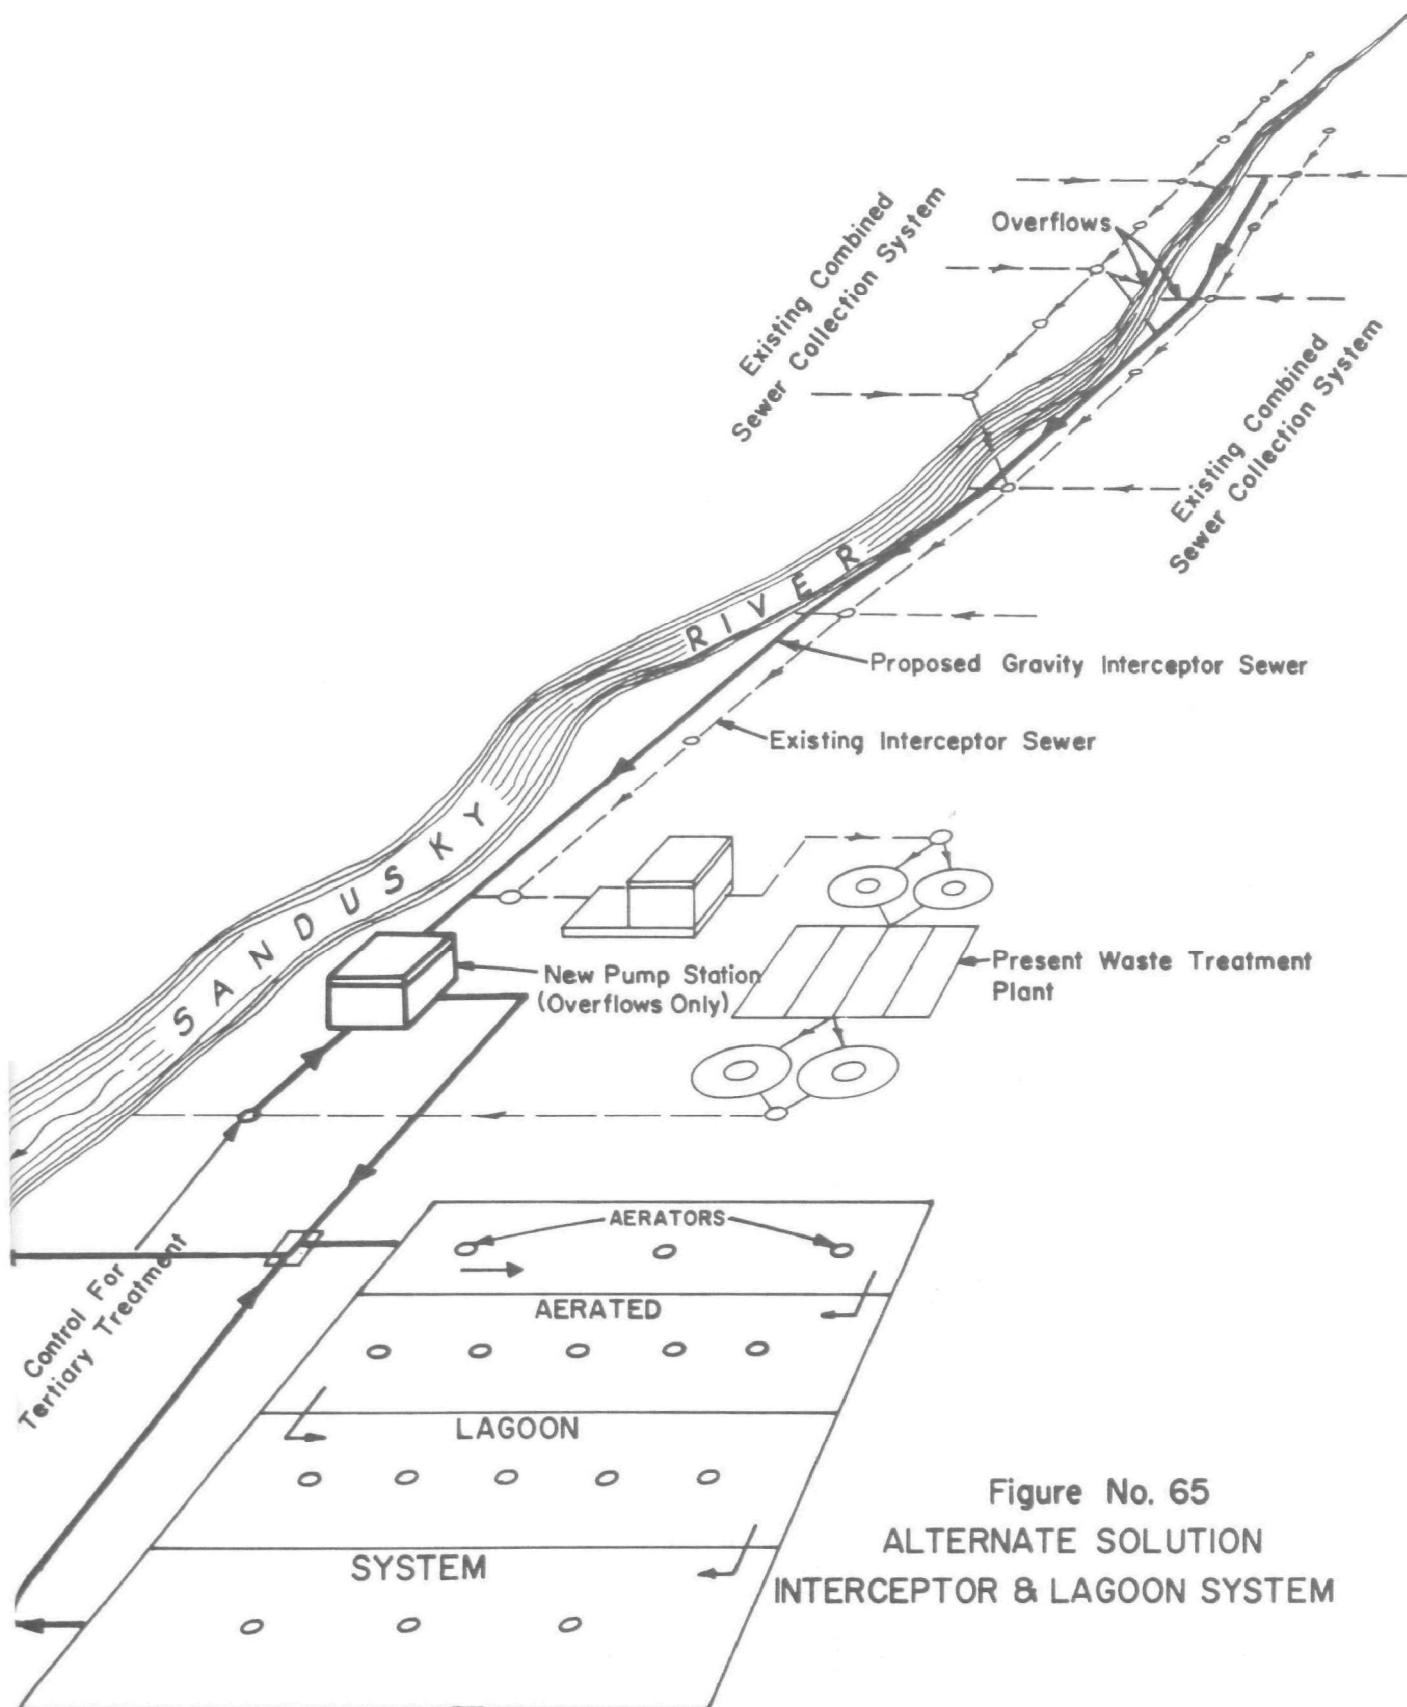 Existing Combined
Sewer Collection System
Overflows
Existing Combined
Sewer Collection System
SANDUSKY RIVER
Proposed Gravity Interceptor Sewer
Existing Interceptor Sewer
New Pump Station
(Overflows Only)
Present Waste Treatment
Plant
Control For
Tertiary Treatment
AERATORS
AERATED
LAGOON
SYSTEM
Figure No. 65
ALTERNATE SOLUTION
INTERCEPTOR & LAGOON SYSTEM